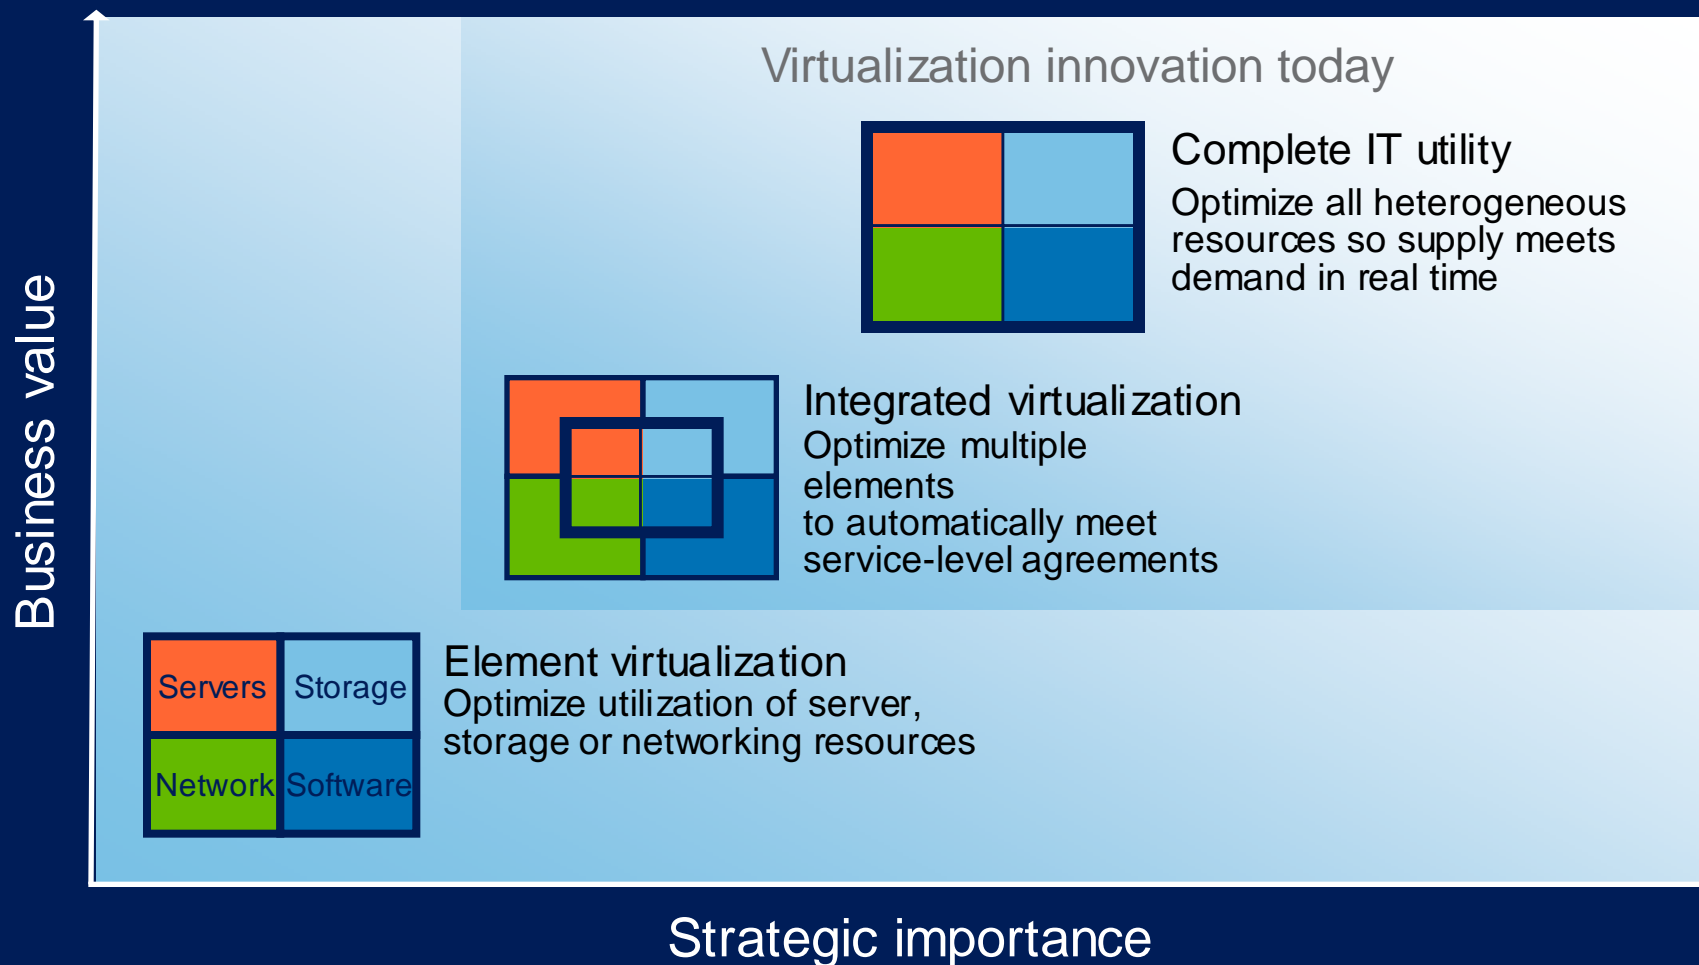 Virtualization innovation today
Complete IT utility
Optimize all heterogeneous
resources so supply meets
demand in real time
Integrated virtualization
Optimize multiple
elements
to automatically meet
service-level agreements
Element virtualization
Optimize utilization of server,
storage or networking resources
Servers
Storage
Network
Software
Business value
Strategic importance